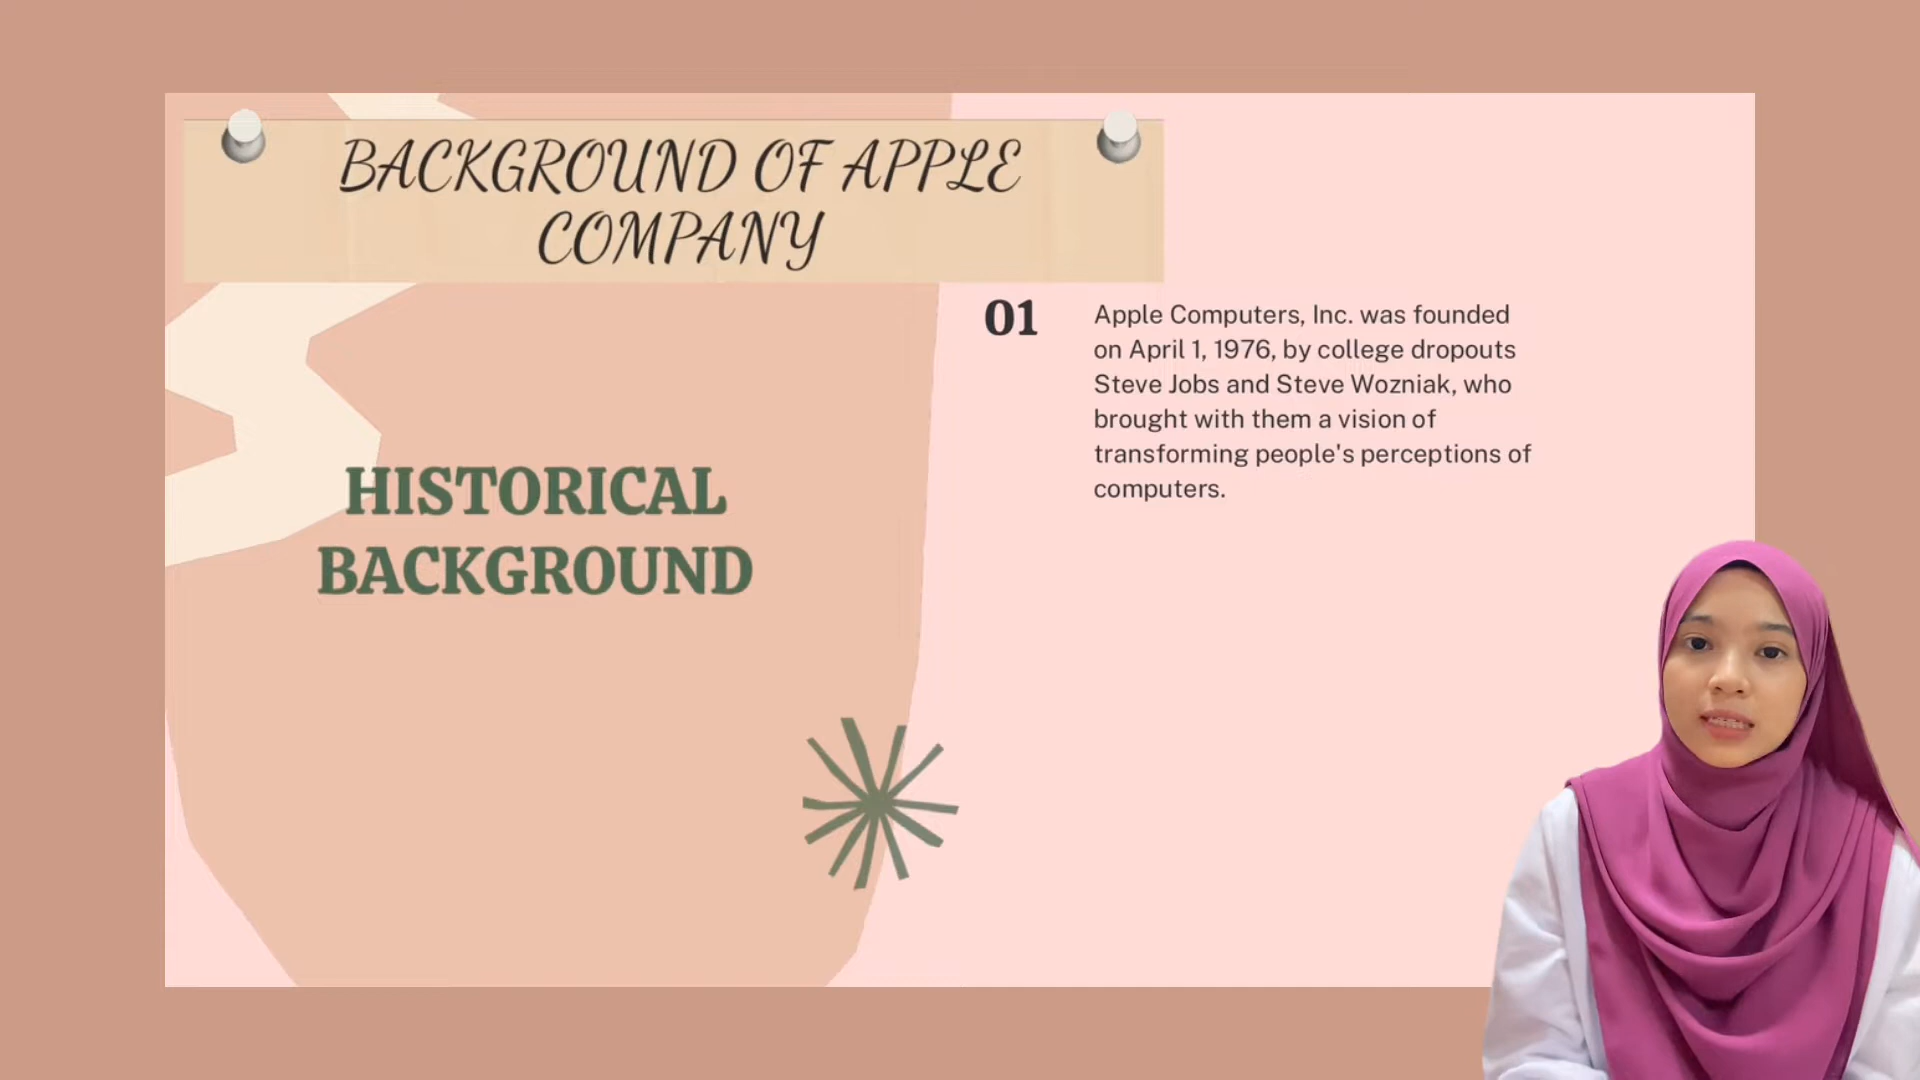 BACKGROUND OF APPLE
COMPANY
HISTORICAL
BACKGROUND
01
Apple Computers, Inc. was founded
on April 1, 1976, by college dropouts
Steve Jobs and Steve Wozniak, who
brought with them a vision of
transforming people's perceptions of
computers.